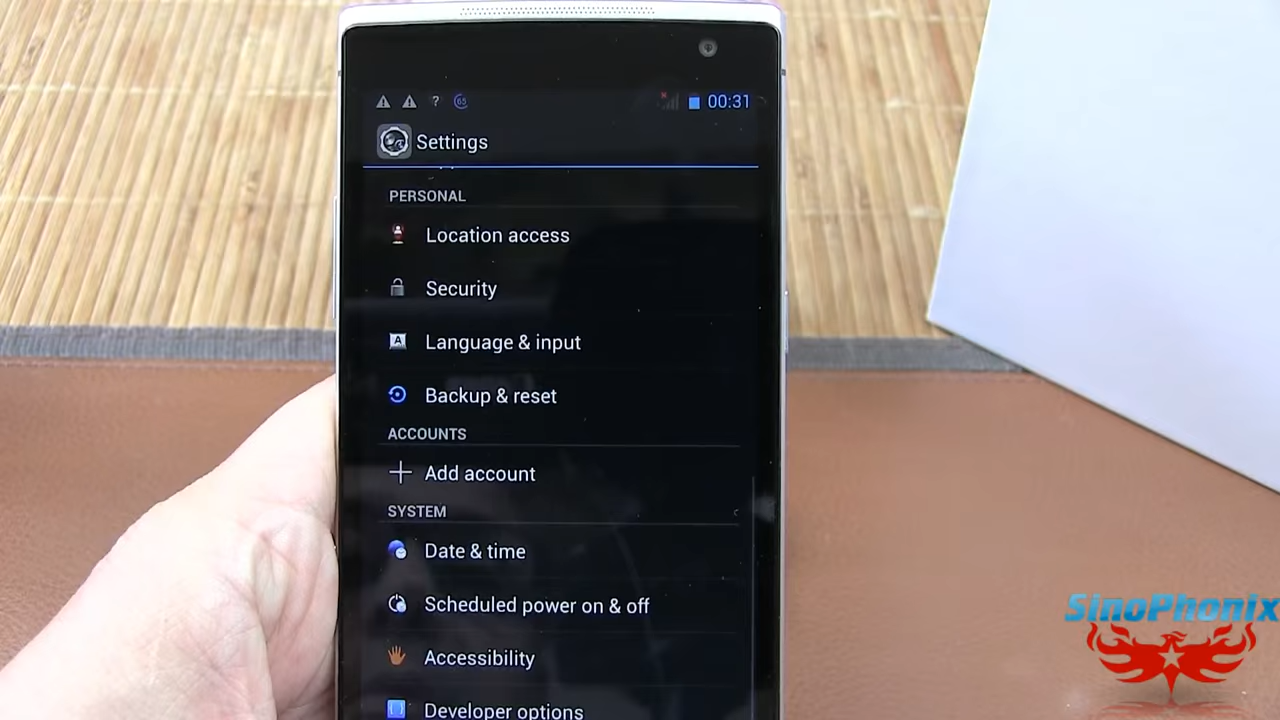 ? 65 00:31
Settings
PERSONAL
Location access
Security
A Language & input
Backup & reset
ACCOUNTS
Add account
SYSTEM
Date & time
Scheduled power on & off
Accessibility
Developer options
SinoPhonix